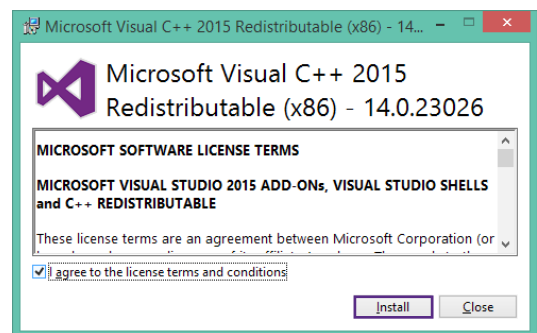 Microsoft Visual C++ 2015 Redistributable (x86) - 14...
Microsoft Visual C++ 2015
Redistributable (x86) - 14.0.23026
MICROSOFT SOFTWARE LICENSE TERMS
MICROSOFT VISUAL STUDIO 2015 ADD-ONs, VISUAL STUDIO SHELLS
and C++ REDISTRIBUTABLE
These license terms are an agreement between Microsoft Corporation (or
I agree to the license terms and conditions
Install
Close